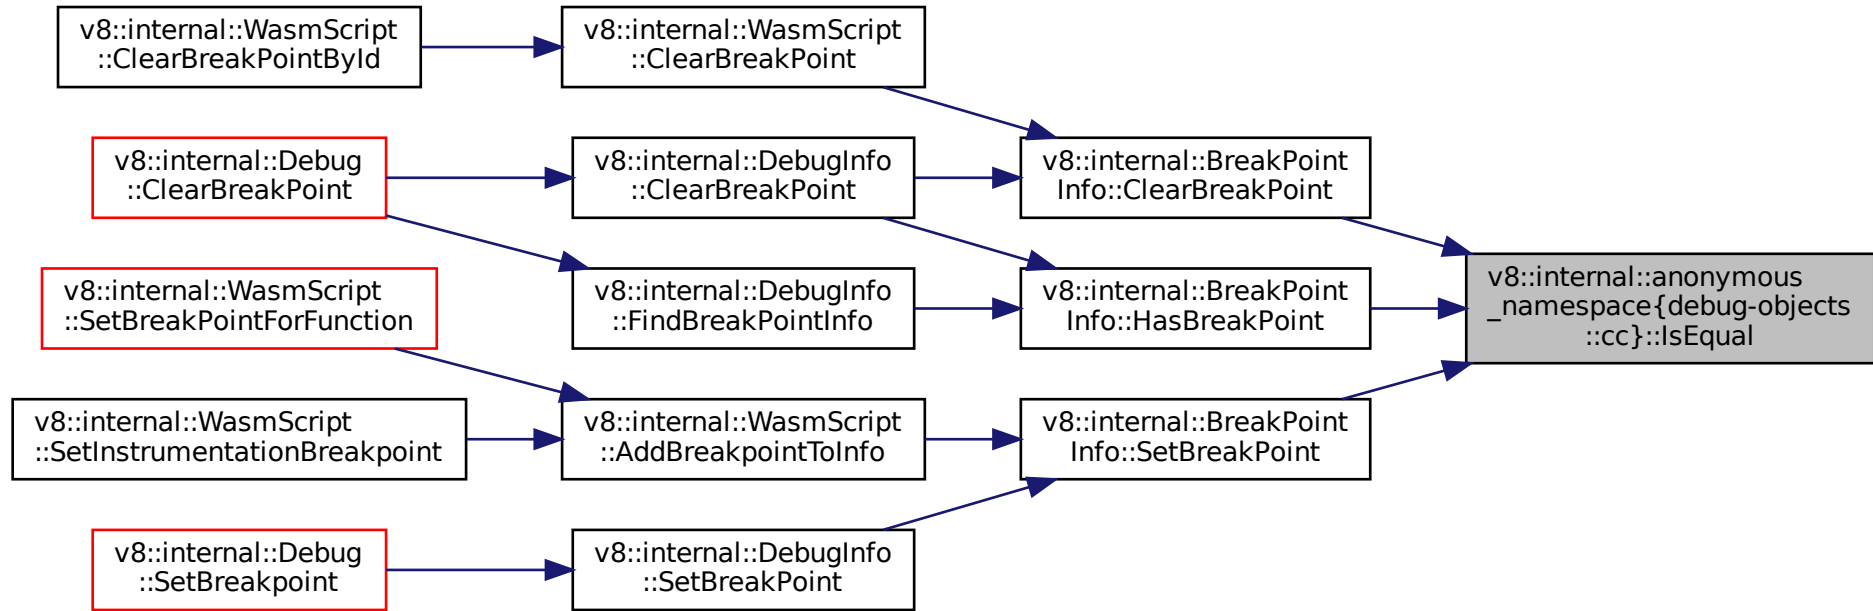 v8::internal::WasmScript
::ClearBreakPointById
v8::internal::WasmScript
::ClearBreakPoint
v8::internal::Debug
::ClearBreakPoint
v8::internal::DebugInfo
::ClearBreakPoint
v8::internal::BreakPoint
Info::ClearBreakPoint
v8::internal::WasmScript
::SetBreakPointForFunction
v8::internal::DebugInfo
::FindBreakPointInfo
v8::internal::BreakPoint
Info::HasBreakPoint
v8::internal::anonymous
_namespace{debug-objects
::cc}::IsEqual
v8::internal::WasmScript
::SetInstrumentationBreakpoint
v8::internal::WasmScript
::AddBreakpointToInfo
v8::internal::BreakPoint
Info::SetBreakPoint
v8::internal::Debug
::SetBreakpoint
v8::internal::DebugInfo
::SetBreakPoint